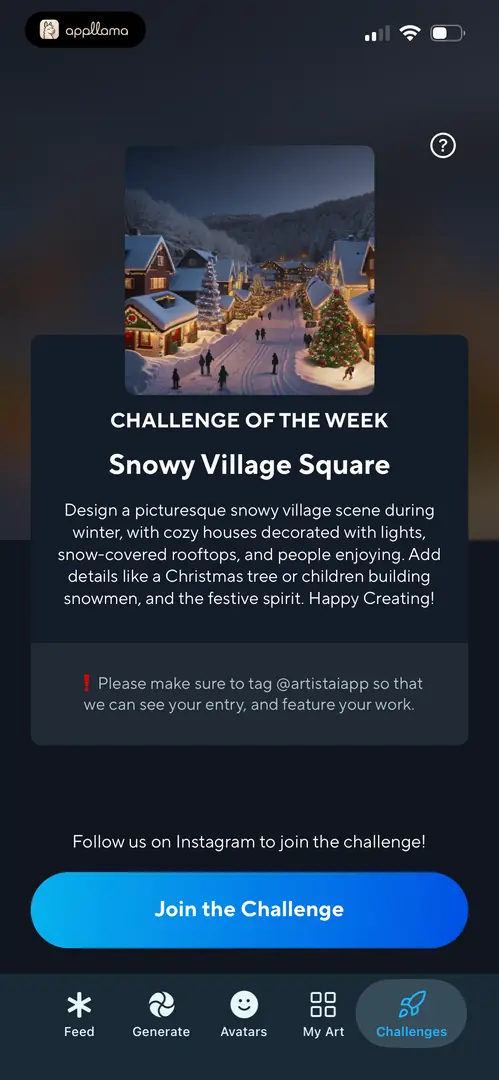 appllama
?
CHALLENGE OF THE WEEK
Snowy Village Square
Design a picturesque snowy village scene during
winter, with cozy houses decorated with lights,
snow-covered rooftops, and people enjoying. Add
details like a Christmas tree or children building
snowmen, and the festive spirit. Happy Creating!
❗ Please make sure to tag @artistaiapp so that
we can see your entry, and feature your work.
Follow us on Instagram to join the challenge!
Join the Challenge
Feed
Generate
Avatars
My Art
Challenges